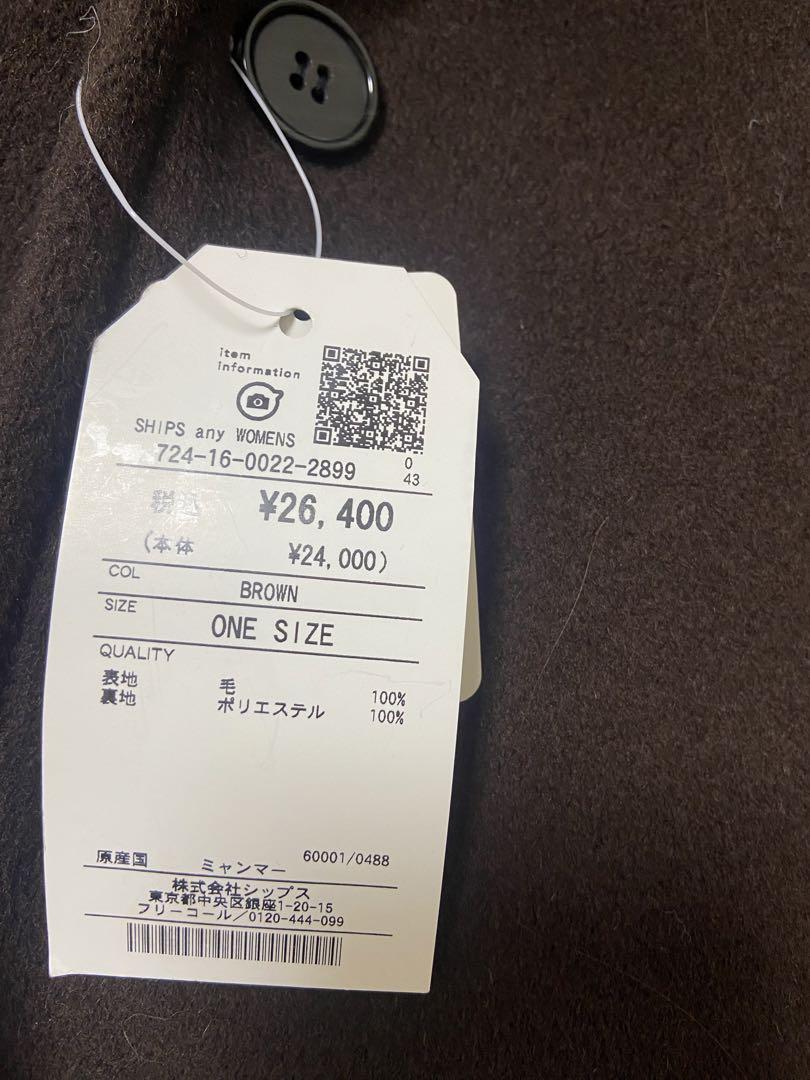 item
information
SHIPS any WOMENS
724-16-0022-2899
0
43
税込 ¥26,400
(本体 ¥24,000)
COL BROWN
SIZE ONE SIZE
QUALITY
表地 毛 100%
裏地 ポリエステル 100%
原産国 ミャンマー 60001/0488
株式会社シップス
東京都中央区銀座1-20-15
フリーコール/0120-444-099